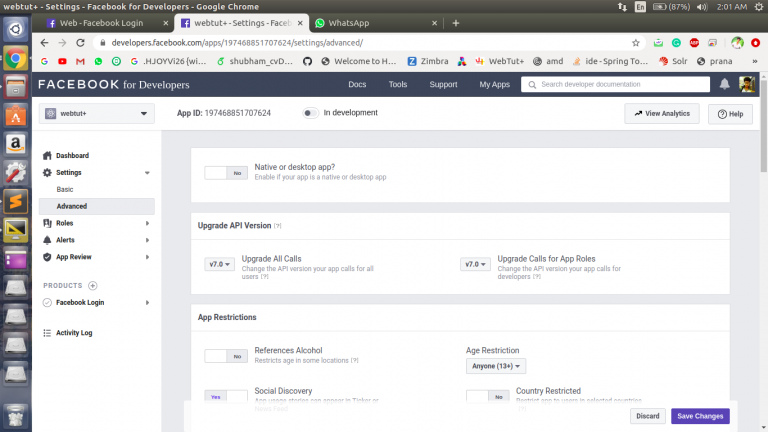 webtut+ - Settings - Facebook for Developers - Google Chrome
En
(87%)
2:01 AM
Web - Facebook Login
webtut+ - Settings - Facebo
WhatsApp
developers.facebook.com/apps/197468851707624/settings/advanced/
Apps
.HJOYVi26 {wi...
shubham_cvD...
Welcome to H...
Zimbra
WebTut+
amd
ide - Spring To...
Solr
prana
FACEBOOK for Developers
Docs
Tools
Support
My Apps
Search developer documentation
webtut+
App ID: 197468851707624
In development
View Analytics
Help
Dashboard
Settings
Basic
Advanced
Roles
Alerts
App Review
PRODUCTS
Facebook Login
Activity Log
No
Native or desktop app?
Enable if your app is a native or desktop app
Upgrade API Version [?]
v7.0
Upgrade All Calls
Change the API version your app calls for all
users [?]
v7.0
Upgrade Calls for App Roles
Change the API version your app calls for
developers [?]
App Restrictions
No
References Alcohol
Restricts age in some locations [?]
Age Restriction
Anyone (13+)
Yes
Social Discovery
App usage stories can appear in Ticker or
News Feed
No
Country Restricted
Restrict app to users in selected countries
[?]
Discard
Save Changes